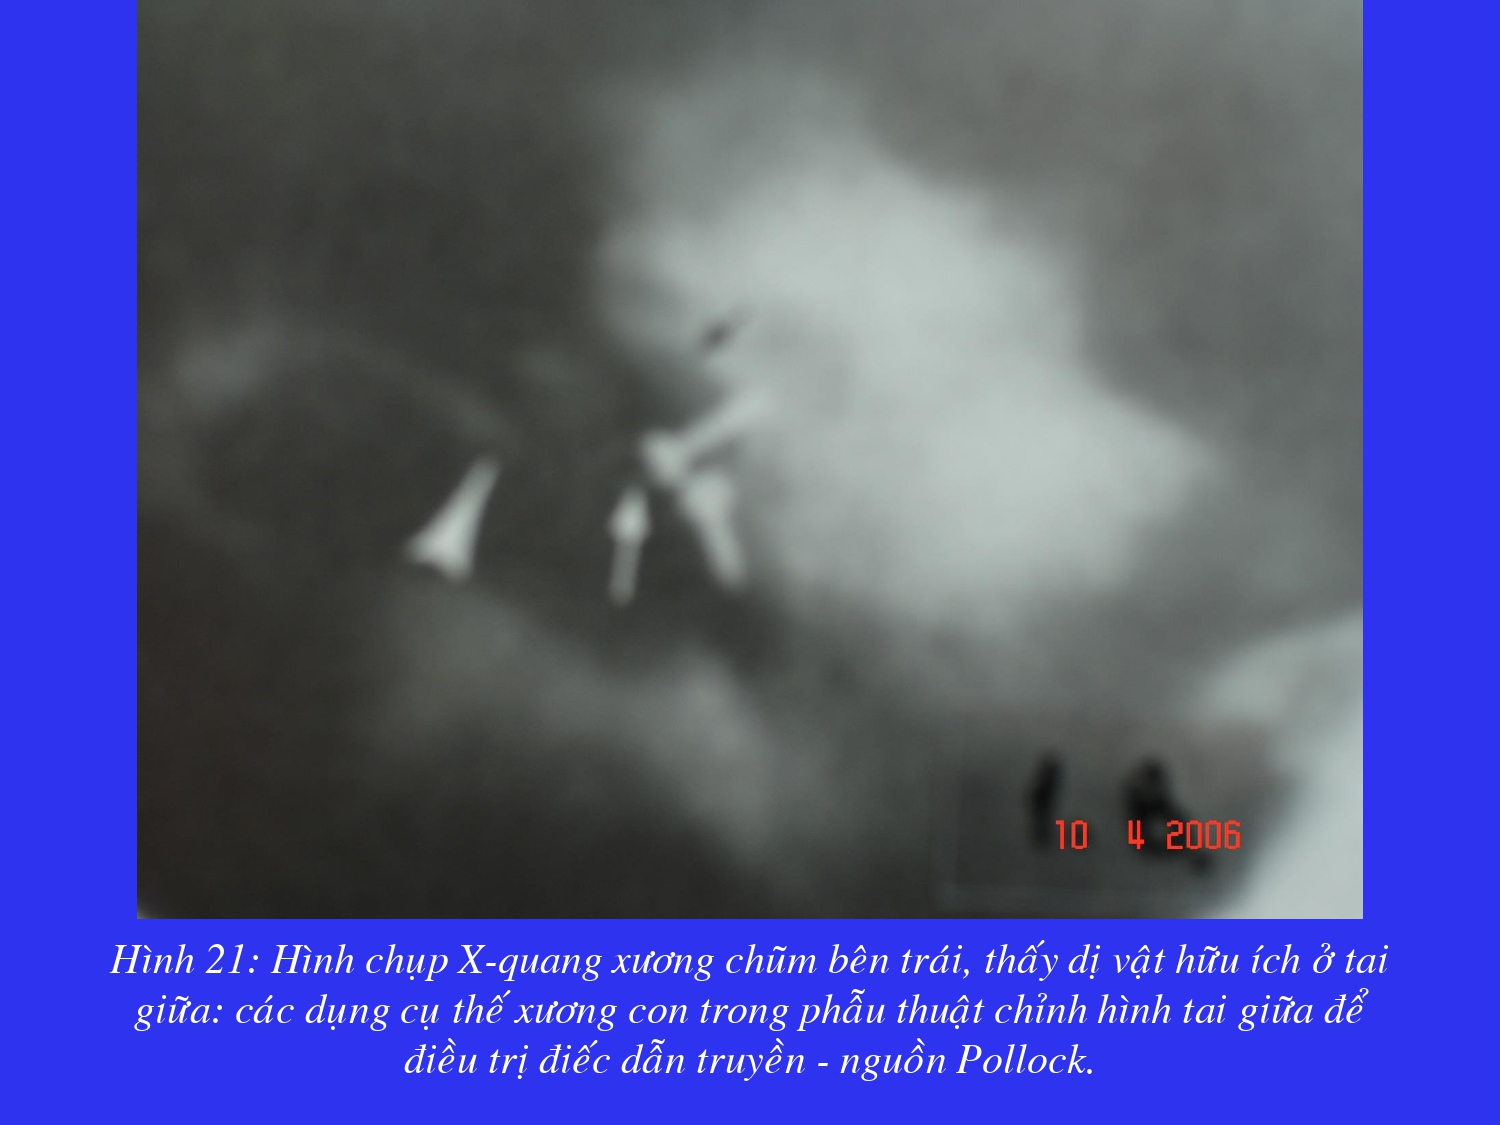 10 4 2006
Hình 21: Hình chụp X-quang xương chũm bên trái, thấy dị vật hữu ích ở tai
giữa: các dụng cụ thế xương con trong phẫu thuật chỉnh hình tai giữa để
điều trị điếc dẫn truyền - nguồn Pollock.